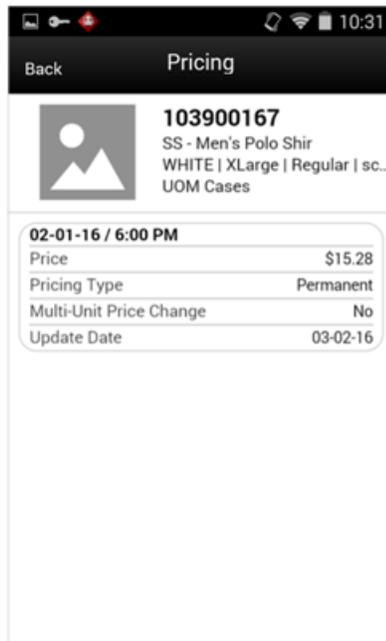 10:31
Back
Pricing
103900167
SS - Men's Polo Shir
WHITE | XLarge | Regular | sc...
UOM Cases
02-01-16 / 6:00 PM
Price $15.28
Pricing Type Permanent
Multi-Unit Price Change No
Update Date 03-02-16